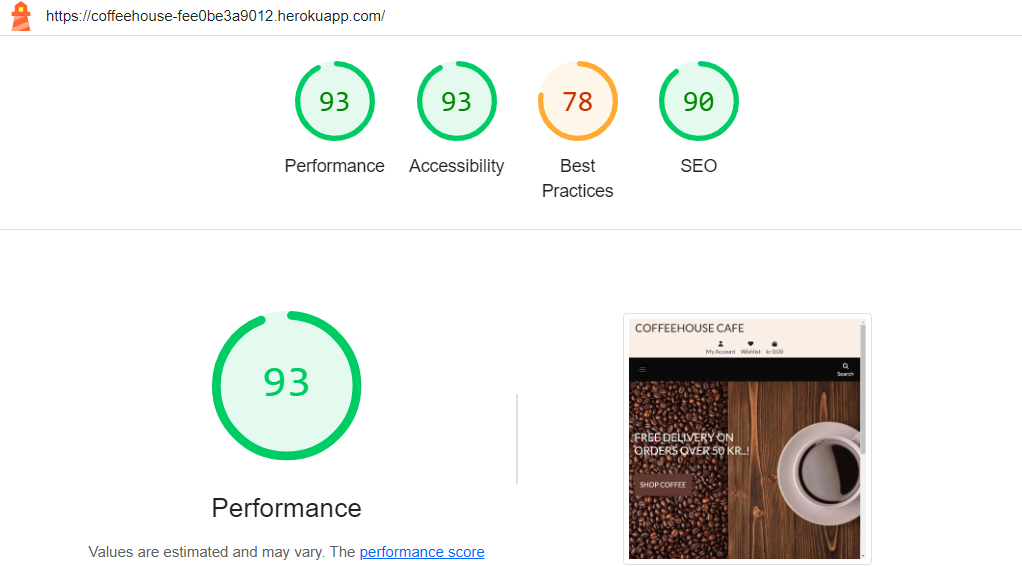 https://coffeehouse-fee0be3a9012.herokuapp.com/
93
93
78
90
Performance
Accessibility
Best
Practices
SEO
93
Performance
Values are estimated and may vary. The performance score
COFFEEHOUSE CAFE
My Account Wishlist kr 0.00
Search
FREE DELIVERY ON
ORDERS OVER 50 KR..!
SHOP COFFEE